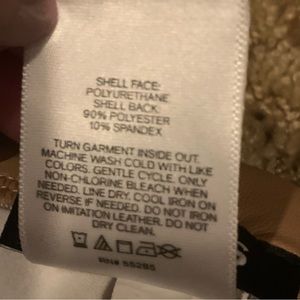 SHELL FACE:
POLYURETHANE
SHELL BACK:
90% POLYESTER
10% SPANDEX
TURN GARMENT INSIDE OUT.
MACHINE WASH COLD WITH LIKE
COLORS. GENTLE CYCLE. ONLY
NON-CHLORINE BLEACH WHEN
NEEDED. LINE DRY. COOL IRON ON
REVERSE IF NEEDED. DO NOT IRON
ON IMITATION LEATHER. DO NOT
DRY CLEAN.
RN# 55285
S